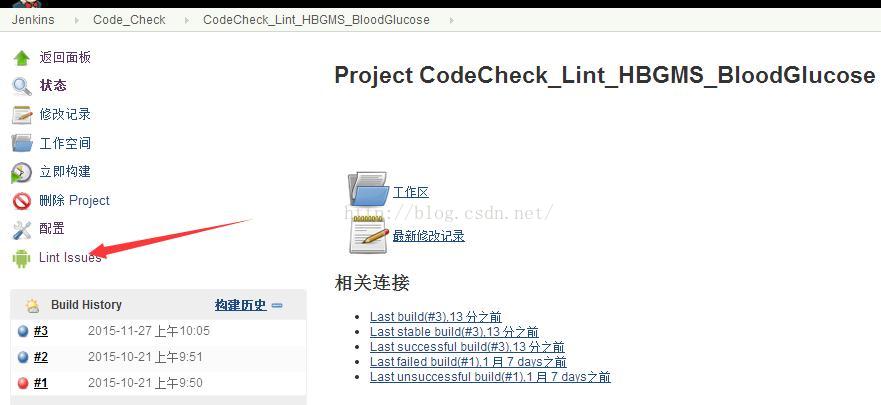 Jenkins Code_Check CodeCheck_Lint_HBGMS_BloodGlucose
返回面板
状态
修改记录
工作空间
立即构建
删除 Project
配置
Lint Issues
Build History 构建历史
#3 2015-11-27 上午10:05
#2 2015-10-21 上午9:51
#1 2015-10-21 上午9:50
Project CodeCheck_Lint_HBGMS_BloodGlucose
工作区
http://blog.csdn.net/
最新修改记录
相关连接
Last build(#3),13 分之前
Last stable build(#3),13 分之前
Last successful build(#3),13 分之前
Last failed build(#1),1 月 7 days之前
Last unsuccessful build(#1),1 月 7 days之前